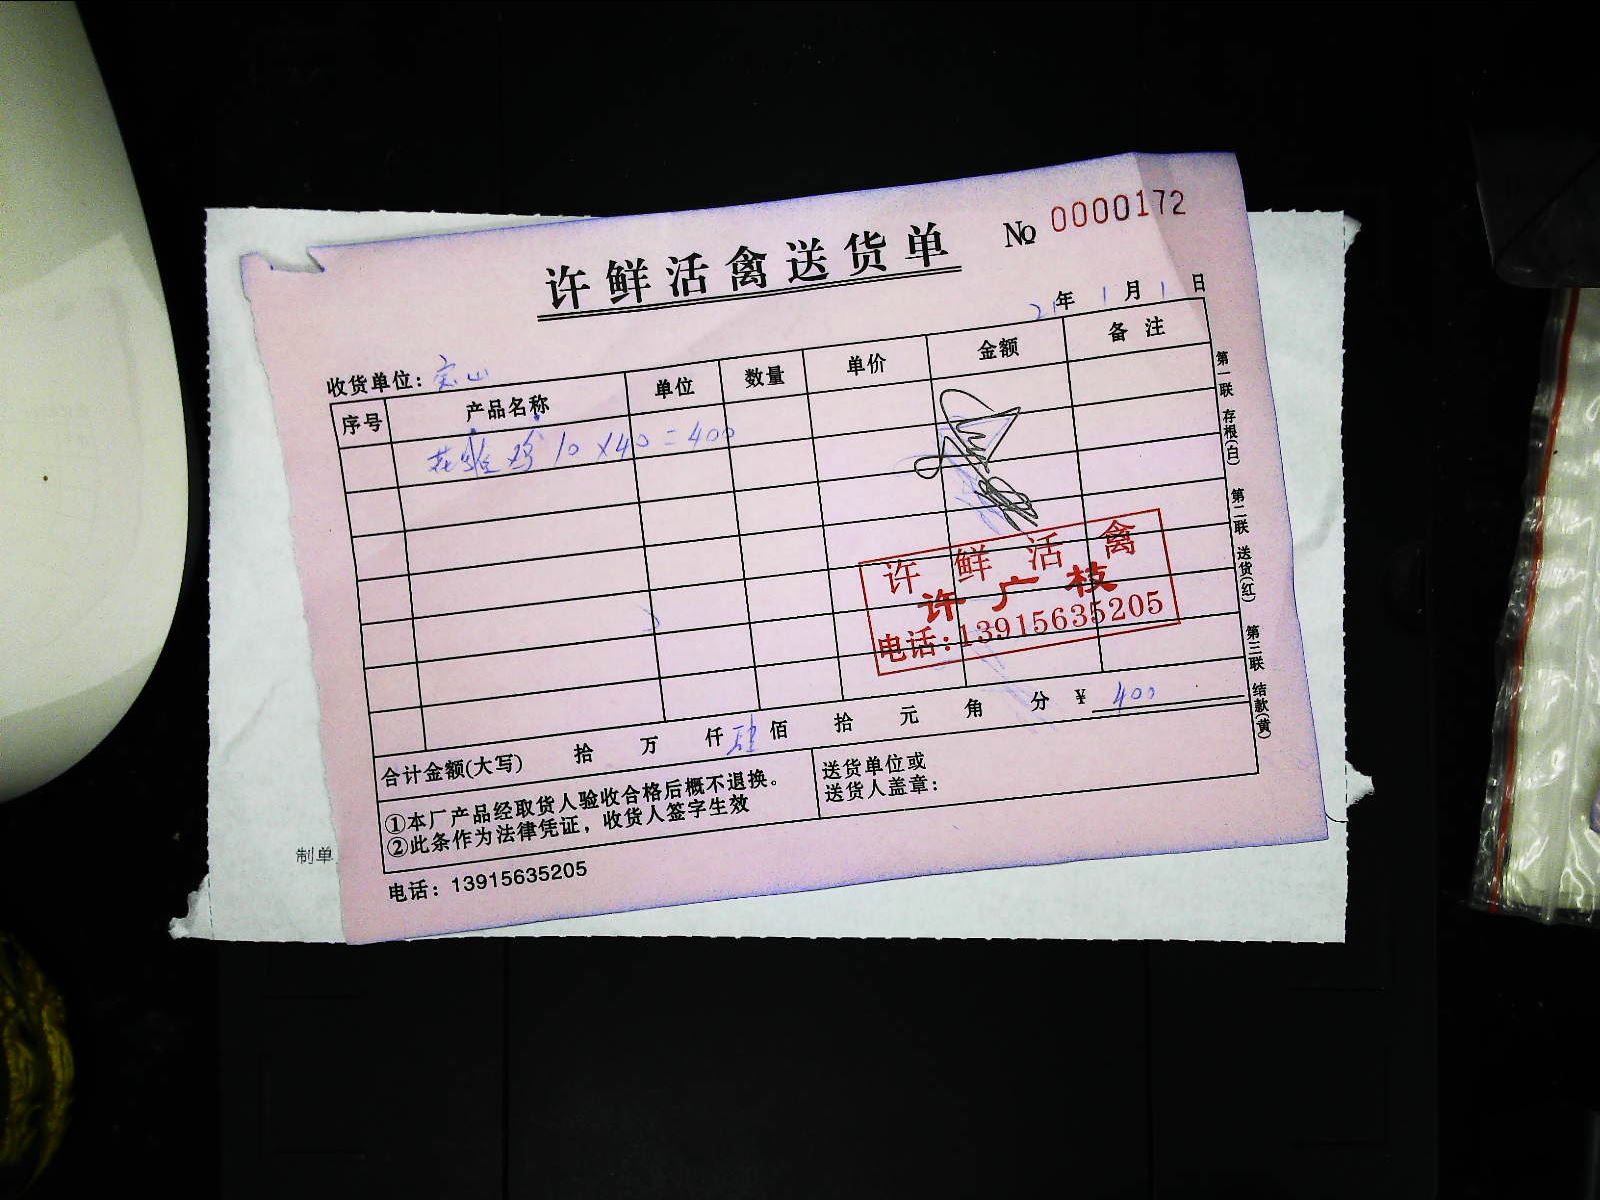 许鲜活禽送货单
No 0000172
21年1月1日
收货单位：宝山
序号 产品名称 单位 数量 单价 金额 备注
10×40=400
许鲜活禽
许广枝
电话:13915635205
合计金额(大写) 拾 万 仟 肆佰 拾 元 角 分 ¥ 400
①本厂产品经取货人验收合格后概不退换。
②此条作为法律凭证，收货人签字生效
送货单位或
送货人盖章：
电话：13915635205
第一联 存根(白) 第二联 送货(红) 第三联 结款(黄)
制单